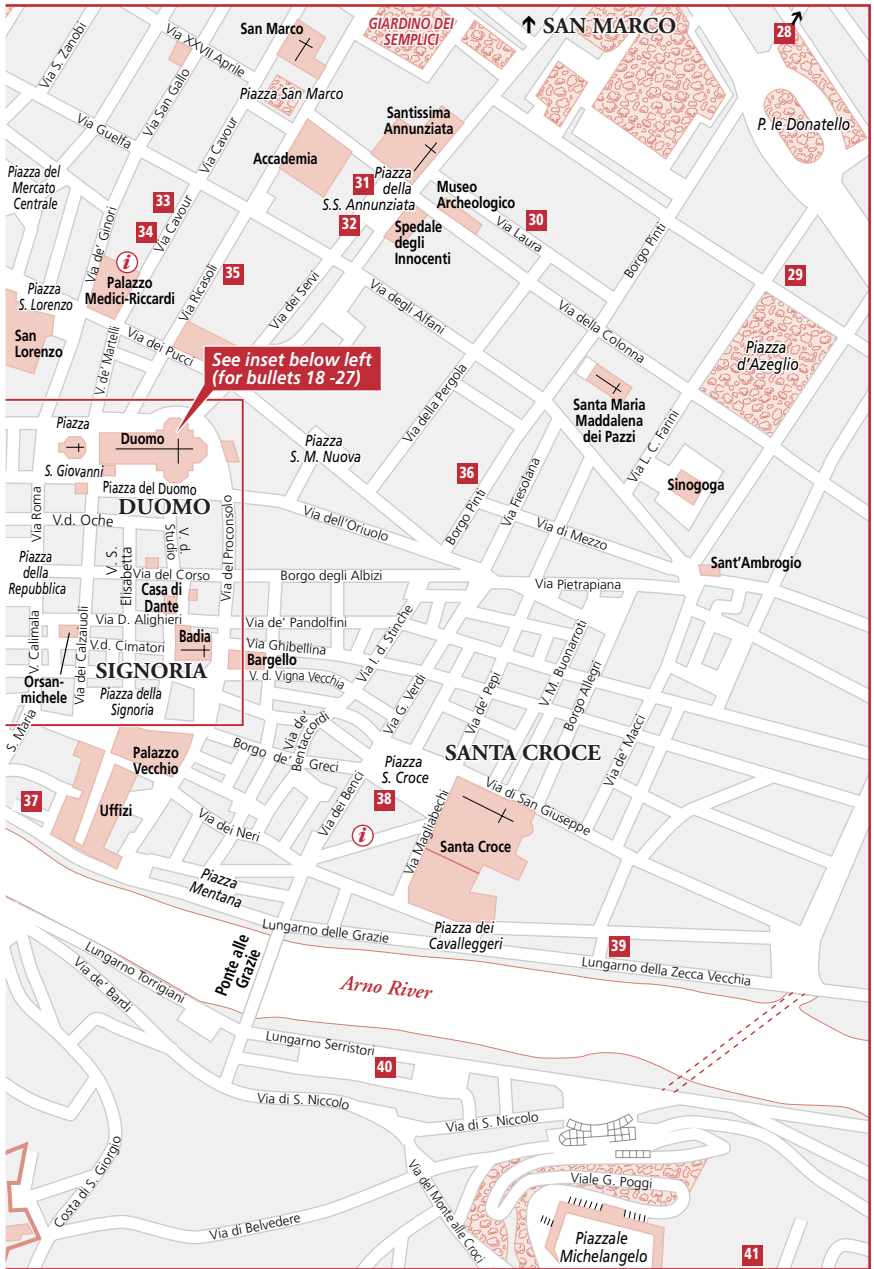 San Marco
GIARDINO DEI
SEMPLICI
↑ SAN MARCO
28
Via S. Zanobi
Via XXVII Aprile
Via San Gallo
Piazza San Marco
Via Cavour
Via Guelfa
Santissima
Annunziata
P. le Donatello
Accademia
Piazza del
Mercato
Centrale
31
Piazza
della
S.S. Annunziata
Museo
Archeologico
33
34
32
Spedale
degli
Innocenti
30
Via Laura
Borgo Pinti
Via de' Ginori
Via Cavour
i
Palazzo
Medici-Riccardi
35
Via Ricasoli
Via dei Servi
29
Piazza
S. Lorenzo
San
Lorenzo
V. de' Martelli
Via dei Pucci
Via degli Alfani
Via della Colonna
Piazza
d'Azeglio
See inset below left
(for bullets 18 -27)
Via della Pergola
Santa Maria
Maddalena
dei Pazzi
Via L. C. Farini
Piazza
S. Giovanni
Duomo
Piazza
S. M. Nuova
36
Borgo Pinti
Via Fiesolana
Sinogoga
Piazza del Duomo
DUOMO
Via Roma
V.d. Oche
V. S.
Elisabetta
V. d.
Studio
Via del Proconsolo
Via dell'Oriuolo
Via di Mezzo
Sant'Ambrogio
Piazza
della
Repubblica
Via del Corso
Borgo degli Albizi
Via Pietrapiana
Casa di
Dante
Via D. Alighieri
Via de' Pandolfini
V. Calimala
Via dei Calzaiuoli
V.d. Cimatori
Badia
Via Ghibellina
Bargello
V. d. Vigna Vecchia
Via I. d. Stinche
Orsan-
michele
SIGNORIA
Piazza della
Signoria
Via G. Verdi
Via de' Pepi
V. M. Buonarroti
Borgo Allegri
Via de' Macci
S. Maria
Palazzo
Vecchio
Borgo de' Greci
Via de'
Bentaccordi
Piazza
S. Croce
SANTA CROCE
37
Uffizi
Via dei Neri
Via dei Benci
38
i
Via Magliabechi
Via di San Giuseppe
Santa Croce
Piazza
Mentana
Lungarno delle Grazie
Piazza dei
Cavalleggeri
39
Lungarno della Zecca Vecchia
Lungarno Torrigiani
Via de' Bardi
Ponte alle
Grazie
Arno River
Lungarno Serristori
40
Via di S. Niccolo
Via di S. Niccolo
Costa di S. Giorgio
Via di Belvedere
Via del Monte alle Croci
Viale G. Poggi
Piazzale
Michelangelo
41